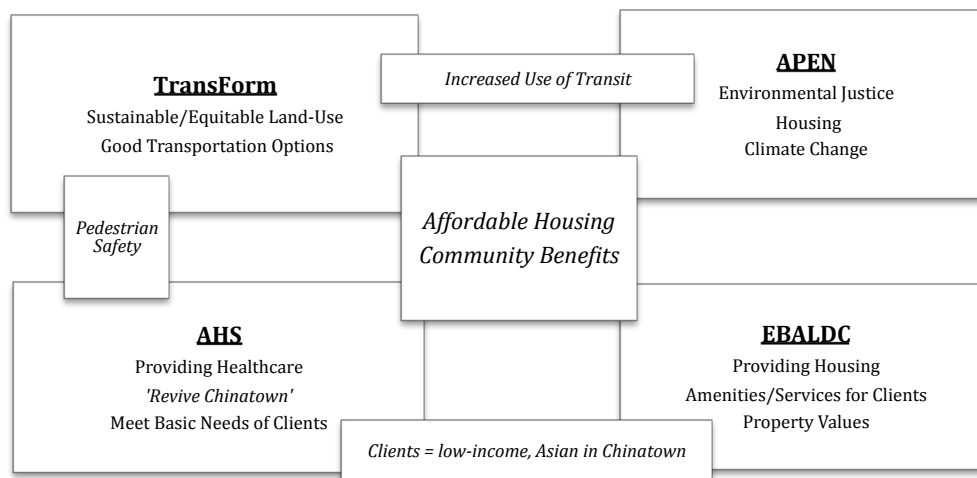 TransForm
Sustainable/Equitable Land-Use
Good Transportation Options
Increased Use of Transit
APEN
Environmental Justice
Housing
Climate Change
Pedestrian
Safety
Affordable Housing
Community Benefits
AHS
Providing Healthcare
'Revive Chinatown'
Meet Basic Needs of Clients
EBALDC
Providing Housing
Amenities/Services for Clients
Property Values
Clients = low-income, Asian in Chinatown